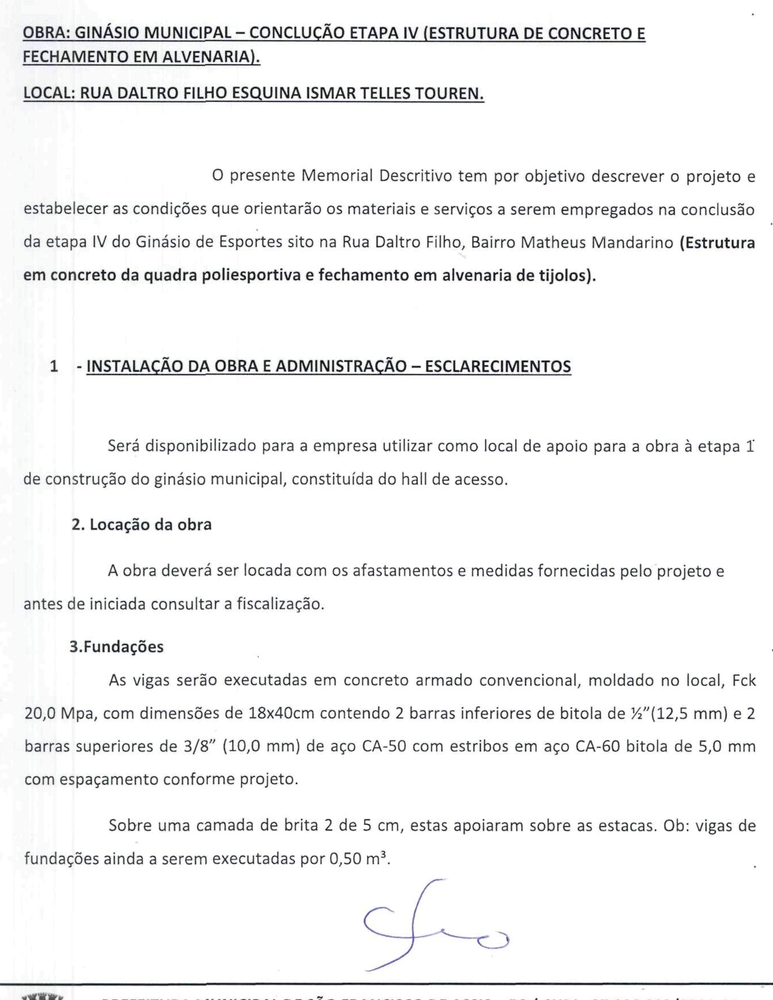 OBRA: GINÁSIO MUNICIPAL – CONCLUÇÃO ETAPA IV (ESTRUTURA DE CONCRETO E
FECHAMENTO EM ALVENARIA).
LOCAL: RUA DALTRO FILHO ESQUINA ISMAR TELLES TOUREN.
O presente Memorial Descritivo tem por objetivo descrever o projeto e
estabelecer as condições que orientarão os materiais e serviços a serem empregados na conclusão
da etapa IV do Ginásio de Esportes sito na Rua Daltro Filho, Bairro Matheus Mandarino (Estrutura
em concreto da quadra poliesportiva e fechamento em alvenaria de tijolos).
1 - INSTALAÇÃO DA OBRA E ADMINISTRAÇÃO – ESCLARECIMENTOS
Será disponibilizado para a empresa utilizar como local de apoio para a obra à etapa 1
de construção do ginásio municipal, constituída do hall de acesso.
2. Locação da obra
A obra deverá ser locada com os afastamentos e medidas fornecidas pelo projeto e
antes de iniciada consultar a fiscalização.
3.Fundações
As vigas serão executadas em concreto armado convencional, moldado no local, Fck
20,0 Mpa, com dimensões de 18x40cm contendo 2 barras inferiores de bitola de ½”(12,5 mm) e 2
barras superiores de 3/8” (10,0 mm) de aço CA-50 com estribos em aço CA-60 bitola de 5,0 mm
com espaçamento conforme projeto.
Sobre uma camada de brita 2 de 5 cm, estas apoiaram sobre as estacas. Ob: vigas de
fundações ainda a serem executadas por 0,50 m³.